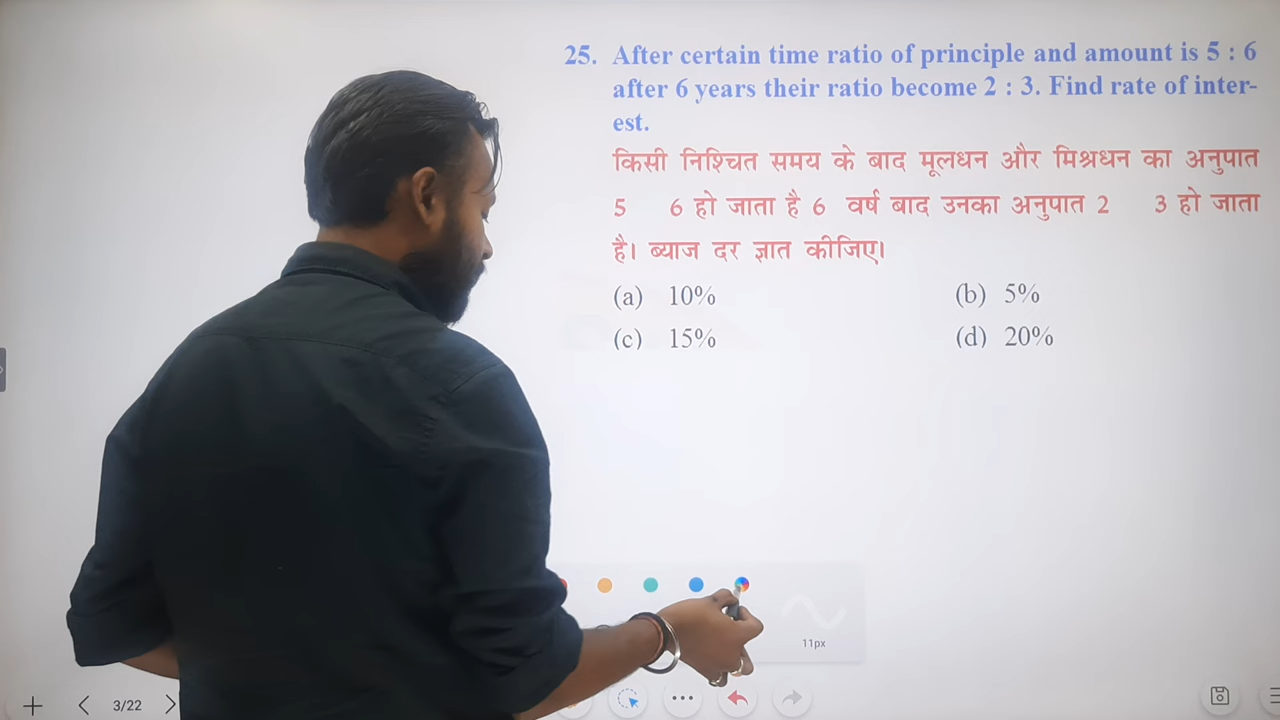 25. After certain time ratio of principle and amount is 5 : 6
after 6 years their ratio become 2 : 3. Find rate of inter-
est.
किसी निश्चित समय के बाद मूलधन और मिश्रधन का अनुपात
5 6 हो जाता है 6 वर्ष बाद उनका अनुपात 2 3 हो जाता
है। ब्याज दर ज्ञात कीजिए।
(a) 10% (b) 5%
(c) 15% (d) 20%
11px
3/22